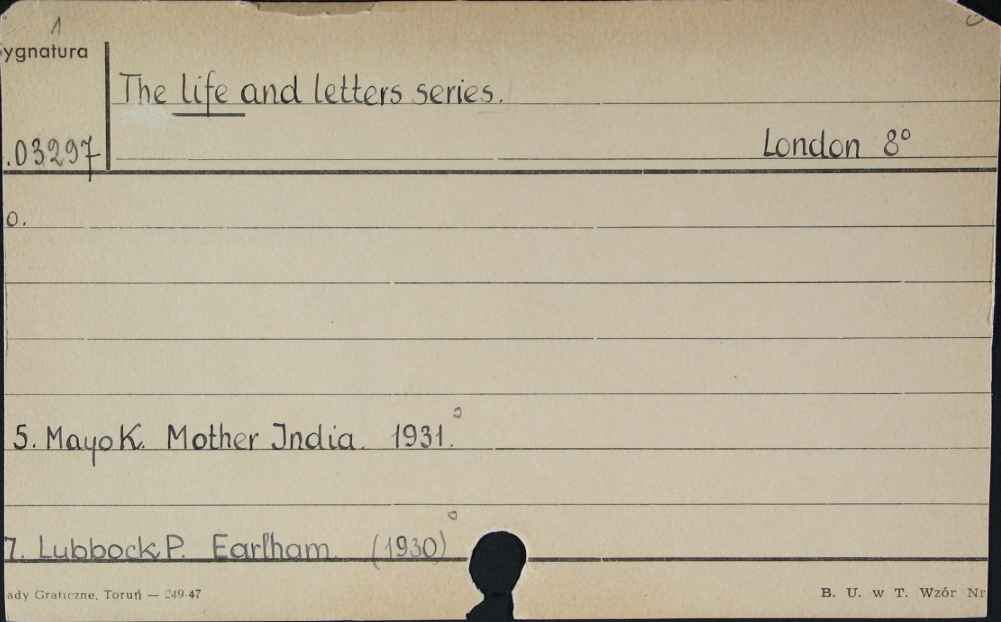 1
ygnatura
The life and letters series.
.03297
London 8°
o.
5. Mayo K. Mother India. 1931.°
7. Lubbock P. Earlham. (1930)°
ady Graficzne, Toruń — 249-47
B. U. w T. Wzór Nr